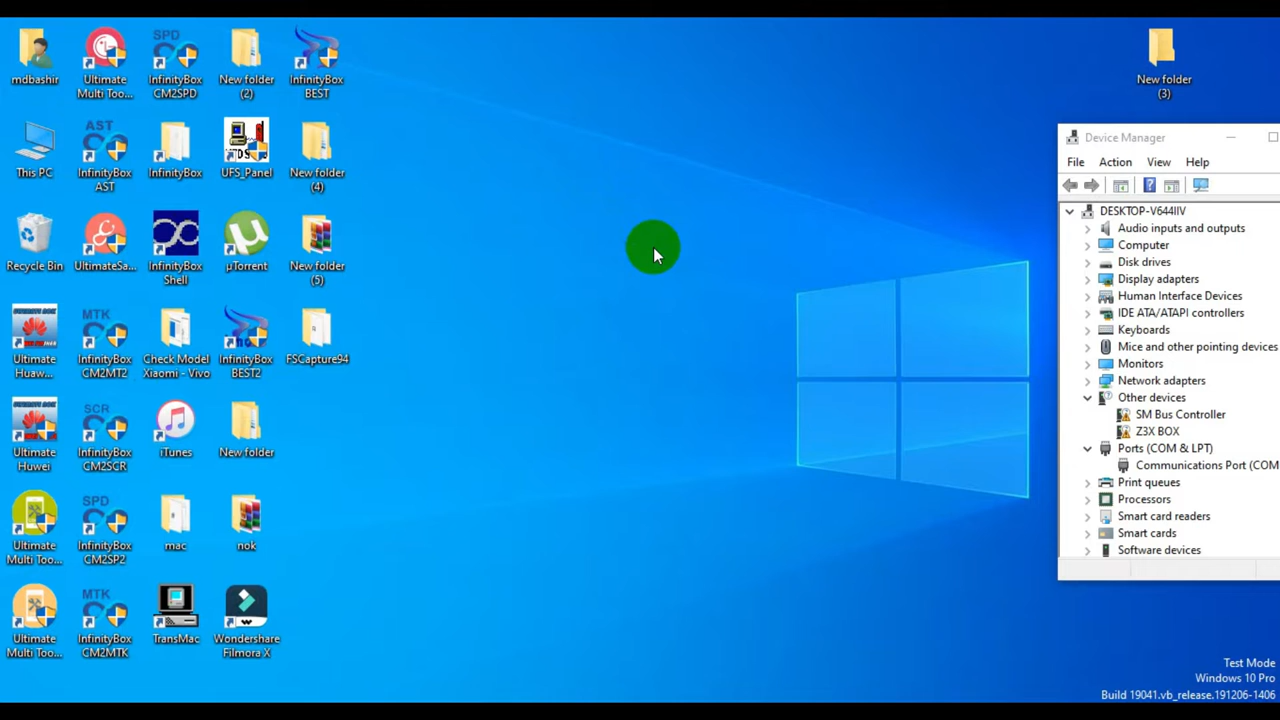 mdbashir
Ultimate
Multi Too...
SPD
InfinityBox
CM2SPD
New folder
(2)
InfinityBox
BEST
New folder
(3)
This PC
AST
InfinityBox
AST
InfinityBox
UFS_Panel
New folder
(4)
Recycle Bin
UltimateSa...
InfinityBox
Shell
µTorrent
New folder
(5)
Ultimate
Huaw...
MTK
InfinityBox
CM2MT2
Check Model
Xiaomi - Vivo
InfinityBox
BEST2
FSCapture94
Ultimate
Huwei
SCR
InfinityBox
CM2SCR
iTunes
New folder
Ultimate
Multi Too...
SPD
InfinityBox
CM2SP2
mac
nok
Ultimate
Multi Too...
MTK
InfinityBox
CM2MTK
TransMac
Wondershare
Filmora X
Device Manager
File Action View Help
DESKTOP-V644IIV
Audio inputs and outputs
Computer
Disk drives
Display adapters
Human Interface Devices
IDE ATA/ATAPI controllers
Keyboards
Mice and other pointing devices
Monitors
Network adapters
Other devices
SM Bus Controller
Z3X BOX
Ports (COM & LPT)
Communications Port (COM
Print queues
Processors
Smart card readers
Smart cards
Software devices
Test Mode
Windows 10 Pro
Build 19041.vb_release.191206-1406